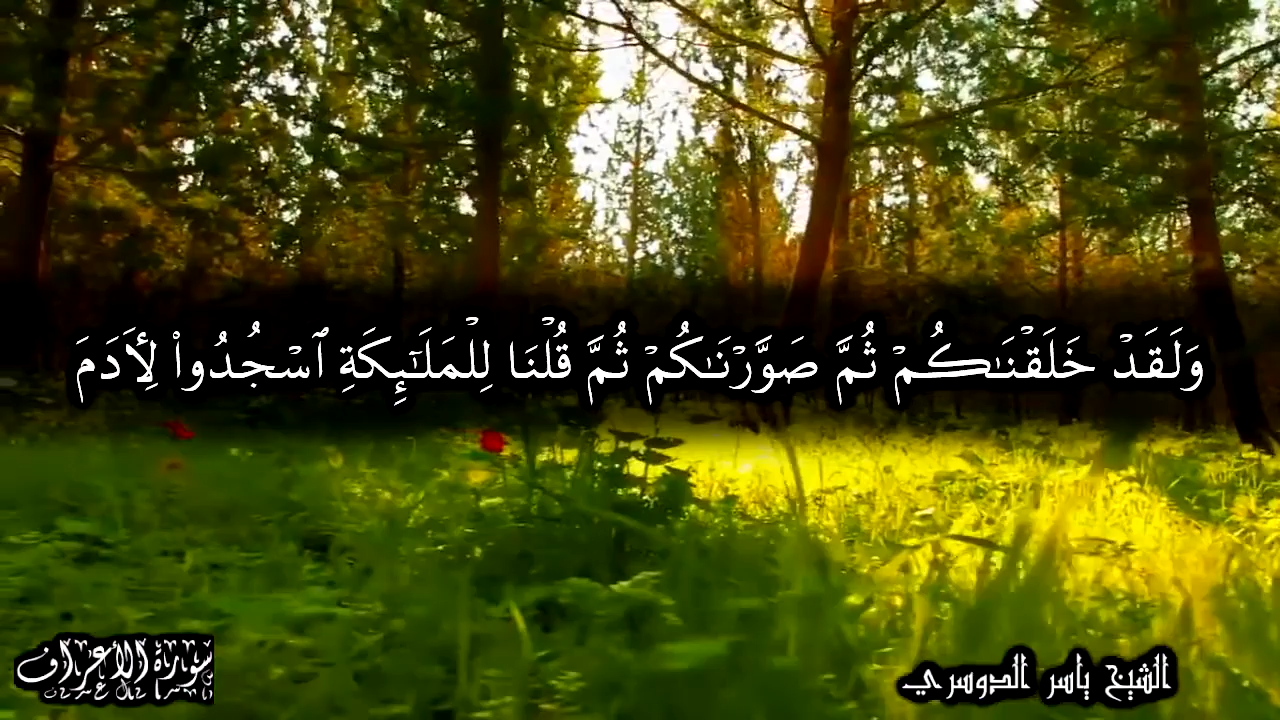 وَلَقَدْ خَلَقْنَٰكُمْ ثُمَّ صَوَّرْنَٰكُمْ ثُمَّ قُلْنَا لِلْمَلَٰٓئِكَةِ ٱسْجُدُوا۟ لِأٓدَمَ
سورة الأعراف
الشيخ ياسر الدوسري